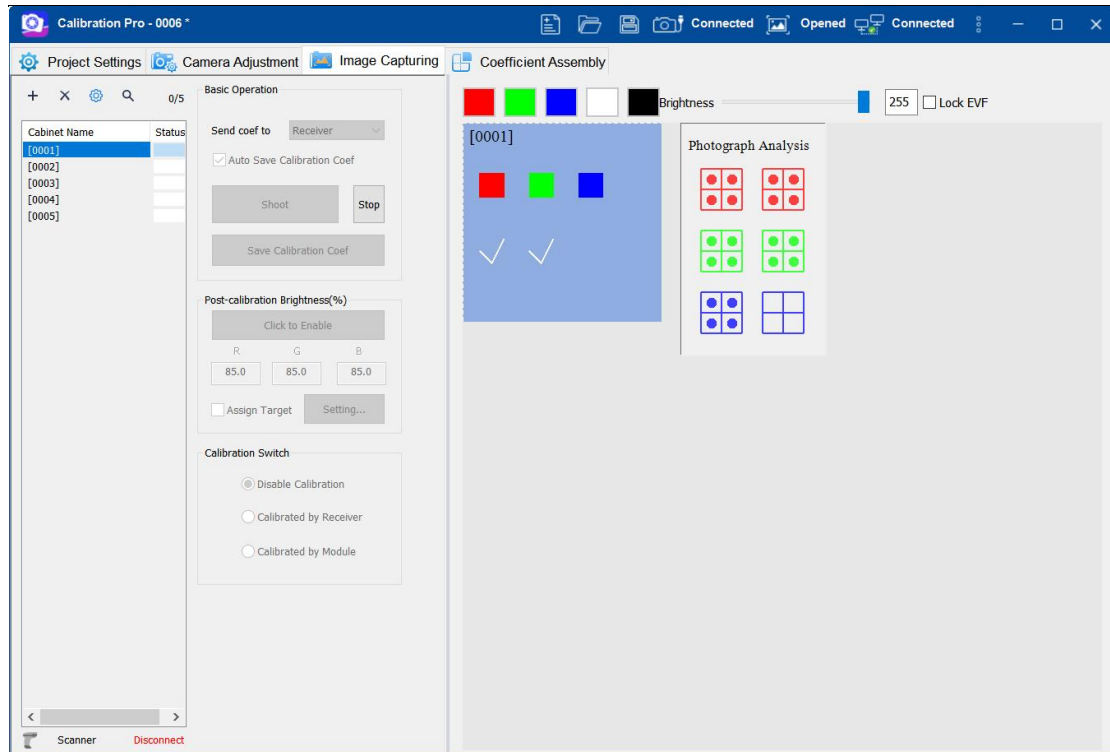 Calibration Pro - 0006 *
Connected
Opened
Connected
Project Settings
Camera Adjustment
Image Capturing
Coefficient Assembly
0/5
Cabinet Name
Status
[0001]
[0002]
[0003]
[0004]
[0005]
Scanner
Disconnect
Basic Operation
Send coef to
Receiver
Auto Save Calibration Coef
Shoot
Stop
Save Calibration Coef
Post-calibration Brightness(%)
Click to Enable
R
G
B
85.0
85.0
85.0
Assign Target
Setting...
Calibration Switch
Disable Calibration
Calibrated by Receiver
Calibrated by Module
Brightness
255
Lock EVF
[0001]
Photograph Analysis